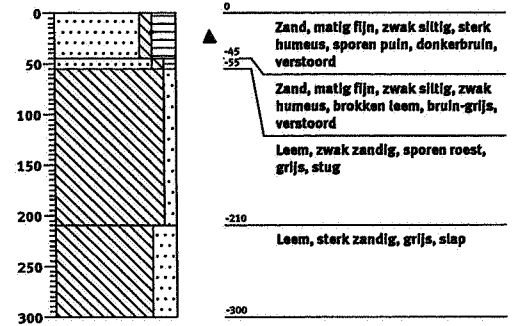 0
50
100
150
200
250
300
0
Zand, matig fijn, zwak siltig, sterk
humeus, sporen puin, donkerbruin,
verstoord
-45
-55
Zand, matig fijn, zwak siltig, zwak
humeus, brokken leem, bruin-grijs,
verstoord
Leem, zwak zandig, sporen roest,
grijs, stug
-210
Leem, sterk zandig, grijs, slap
-300